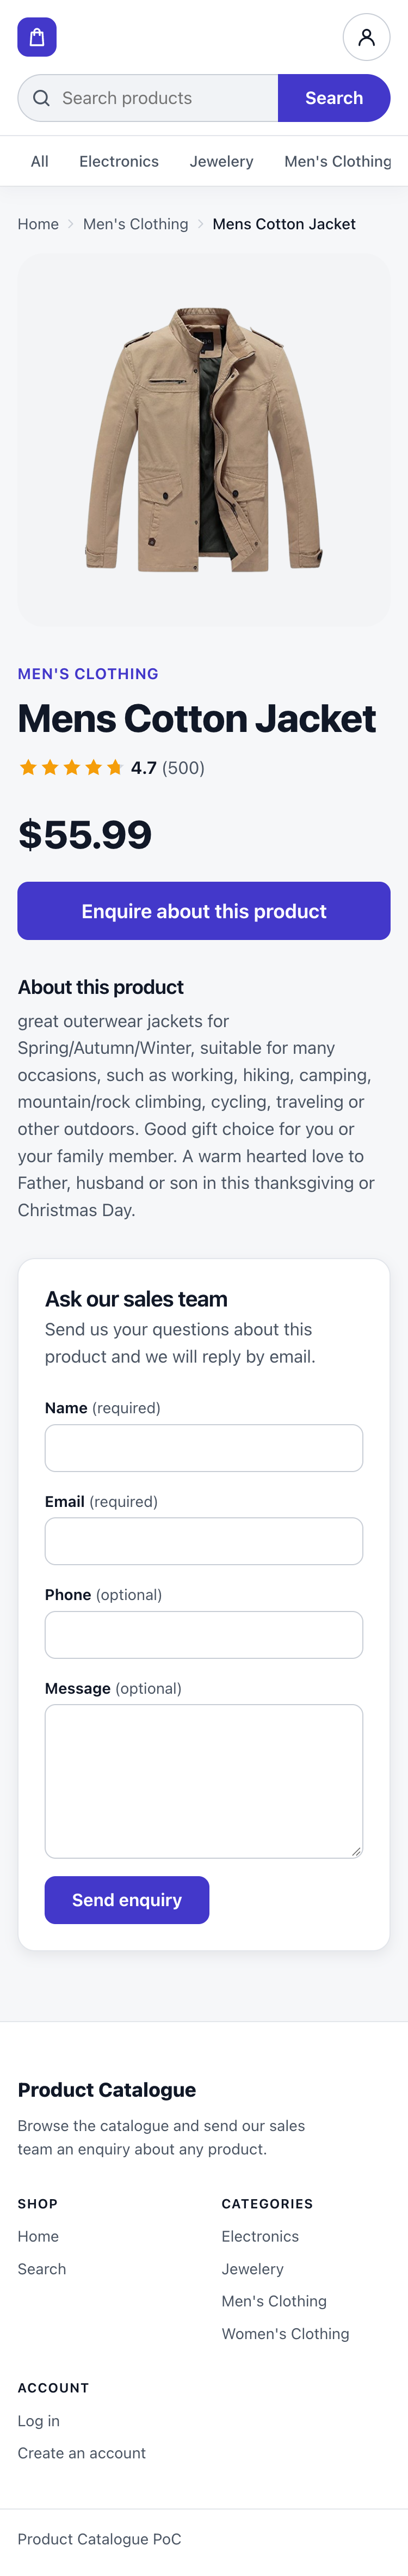 Search products
Search
All Electronics Jewelery Men's Clothing
Home Men's Clothing Mens Cotton Jacket
MEN'S CLOTHING
Mens Cotton Jacket
4.7 (500)
$55.99
Enquire about this product
About this product
great outerwear jackets for
Spring/Autumn/Winter, suitable for many
occasions, such as working, hiking, camping,
mountain/rock climbing, cycling, traveling or
other outdoors. Good gift choice for you or
your family member. A warm hearted love to
Father, husband or son in this thanksgiving or
Christmas Day.
Ask our sales team
Send us your questions about this
product and we will reply by email.
Name (required)
Email (required)
Phone (optional)
Message (optional)
Send enquiry
Product Catalogue
Browse the catalogue and send our sales
team an enquiry about any product.
SHOP
Home
Search
CATEGORIES
Electronics
Jewelery
Men's Clothing
Women's Clothing
ACCOUNT
Log in
Create an account
Product Catalogue PoC